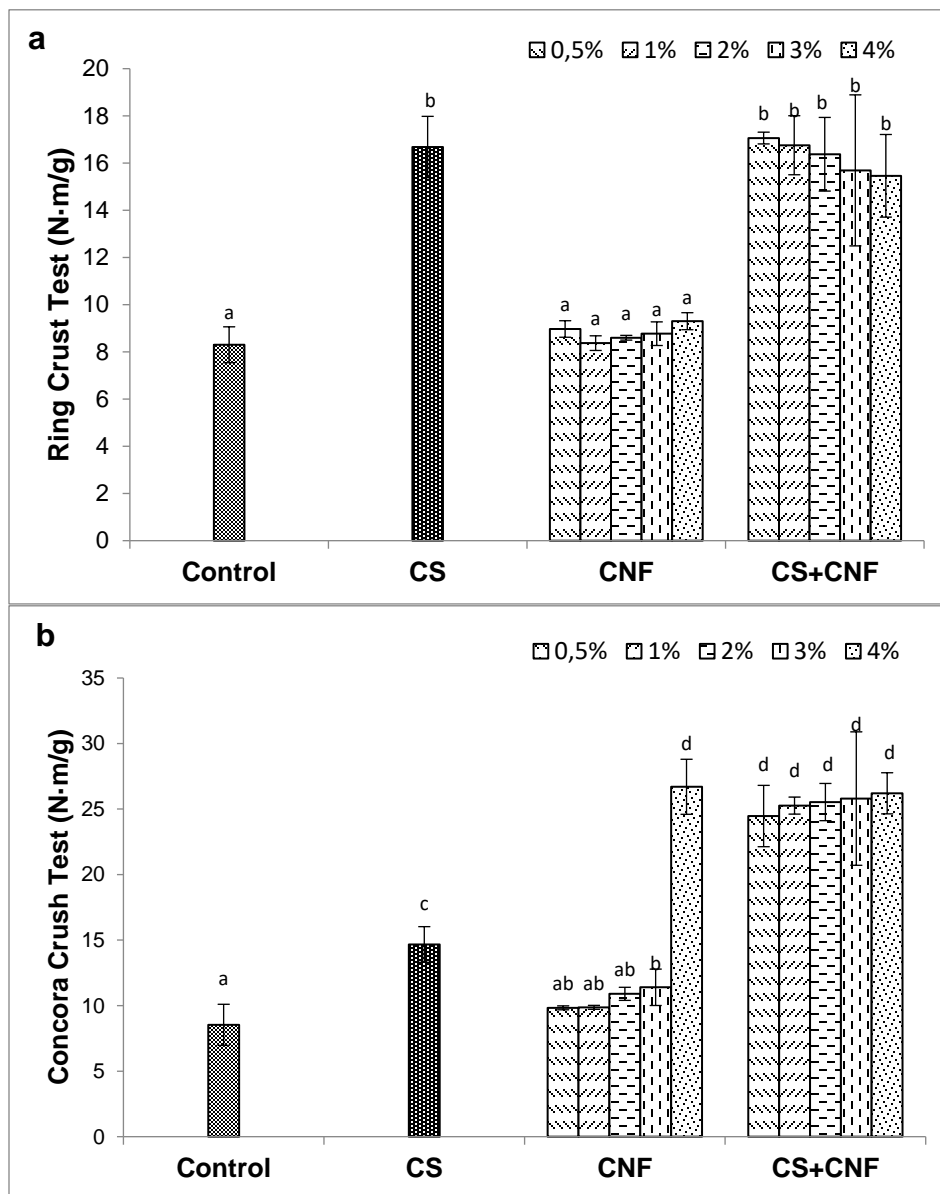 a
0,5% 1% 2% 3% 4%
Ring Crust Test (N·m/g)
20
18
16
14
12
10
8
6
4
2
0
a
b
a a a a a
b b b b b
Control CS CNF CS+CNF
b
0,5% 1% 2% 3% 4%
Concora Crush Test (N·m/g)
35
30
25
20
15
10
5
0
a
c
ab ab ab b d
d d d d d
Control CS CNF CS+CNF